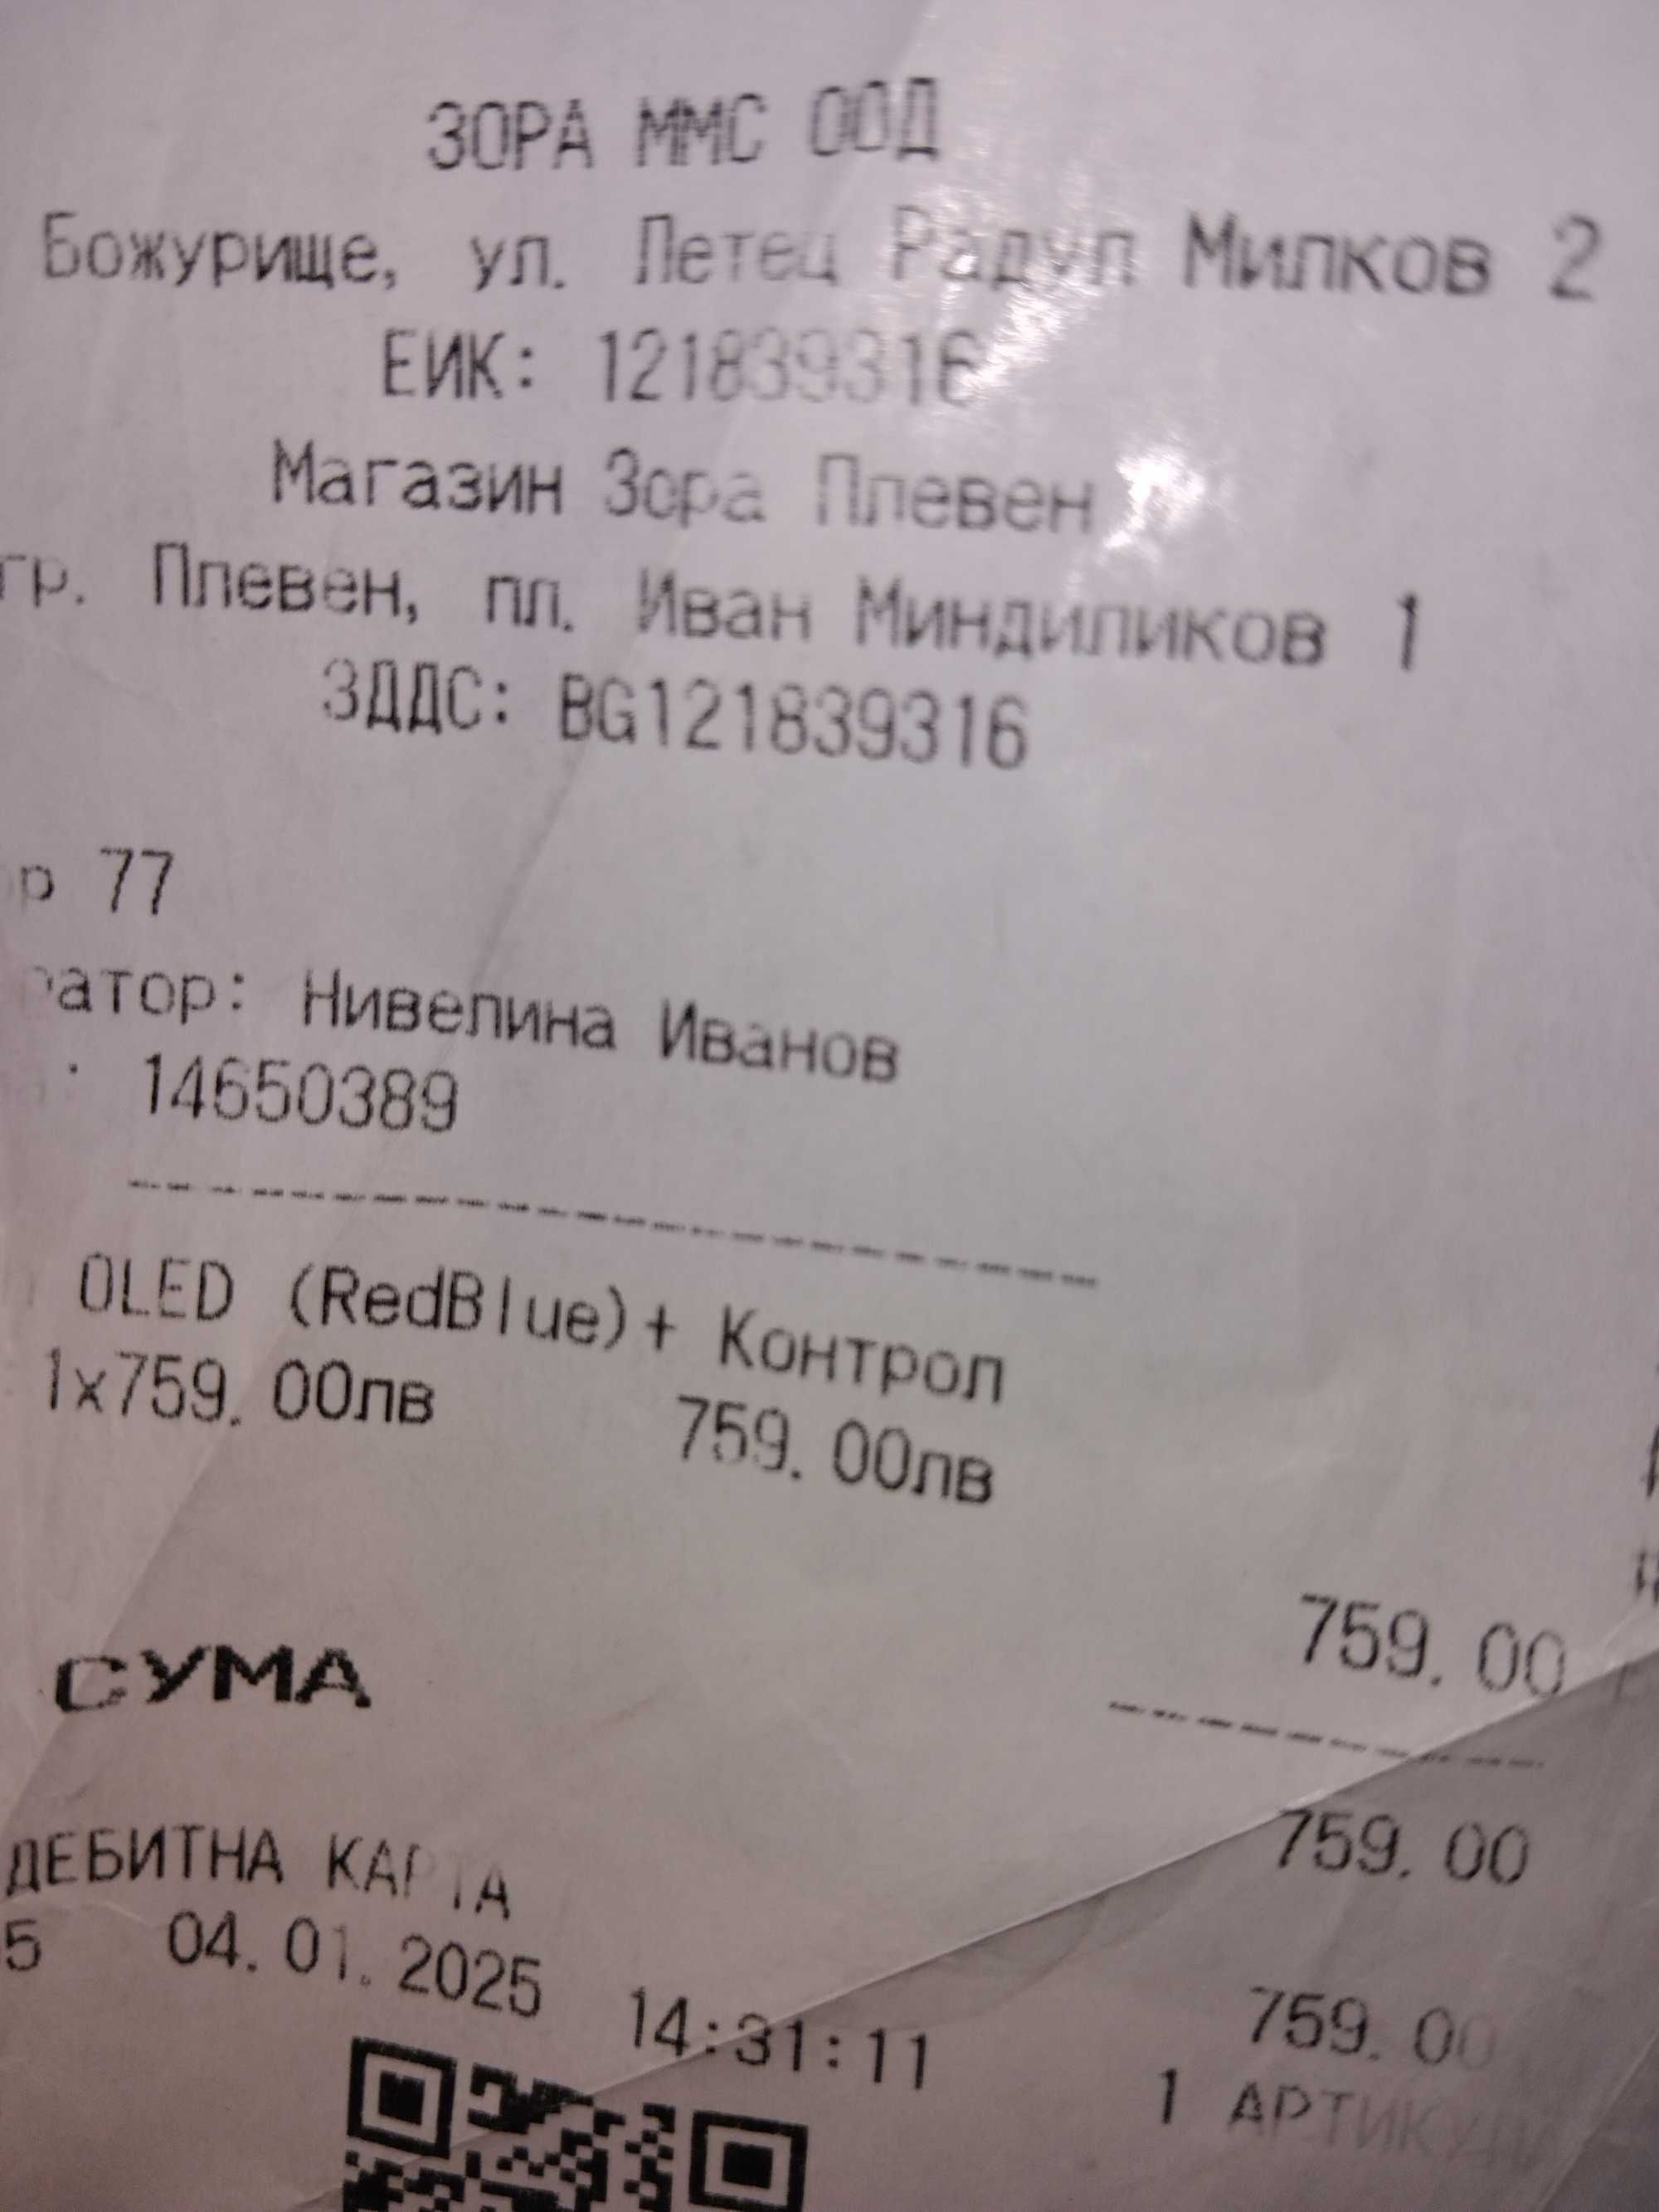 ЗОРА ММС ООД
Божурище, ул. Летец Радул Милков 2
ЕИК: 121839316
Магазин Зора Плевен
гр. Плевен, пл. Иван Миндиликов 1
ЗДДС: BG121839316
р 77
ратор: Нивелина Иванов
: 14650389
OLED (RedBlue)+ Контрол
1x759.00лв 759.00лв
759.00
СУМА
759.00
ДЕБИТНА КАРТА
759.00
5 04.01.2025 14:31:11
1 АРТИКУЛ